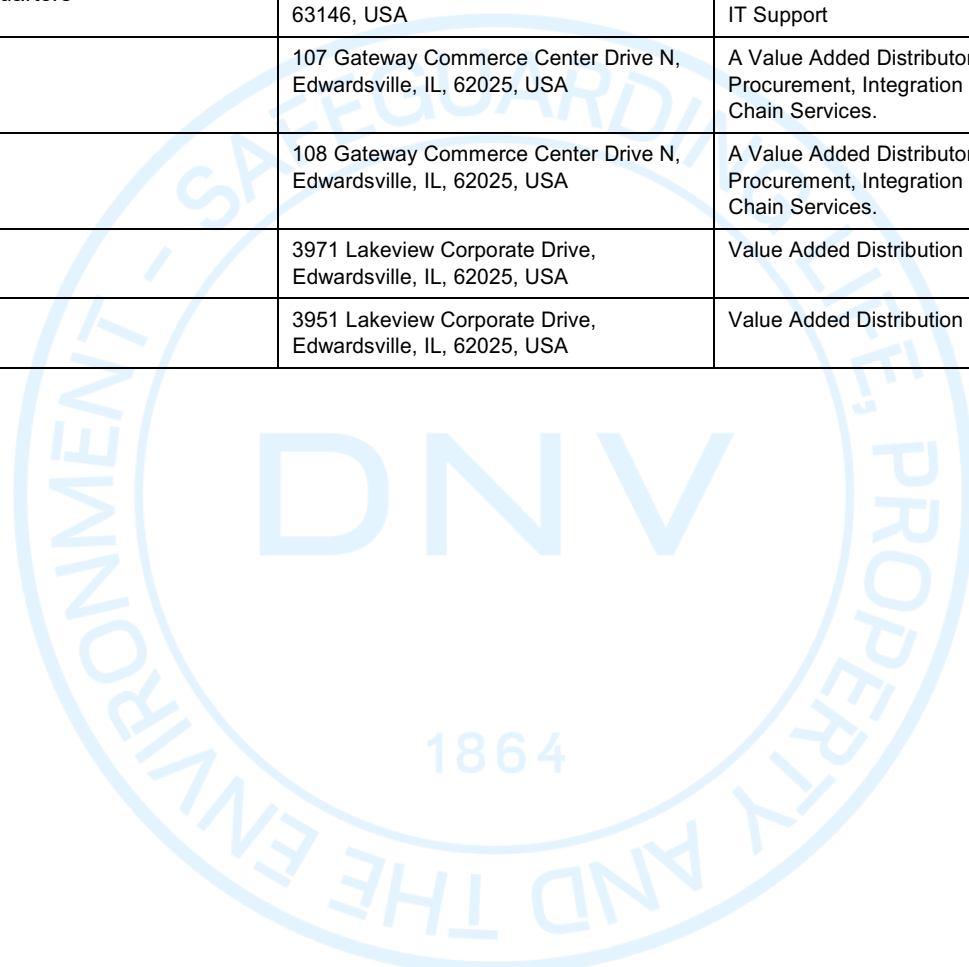 63146, USA
IT Support
107 Gateway Commerce Center Drive N,
Edwardsville, IL, 62025, USA
A Value Added Distributor
Procurement, Integration
Chain Services.
108 Gateway Commerce Center Drive N,
Edwardsville, IL, 62025, USA
A Value Added Distributor
Procurement, Integration
Chain Services.
3971 Lakeview Corporate Drive,
Edwardsville, IL, 62025, USA
Value Added Distribution
3951 Lakeview Corporate Drive,
Edwardsville, IL, 62025, USA
Value Added Distribution
SAFEGUARDING LIFE, PROPERTY AND THE ENVIRONMENT -
DNV
1864